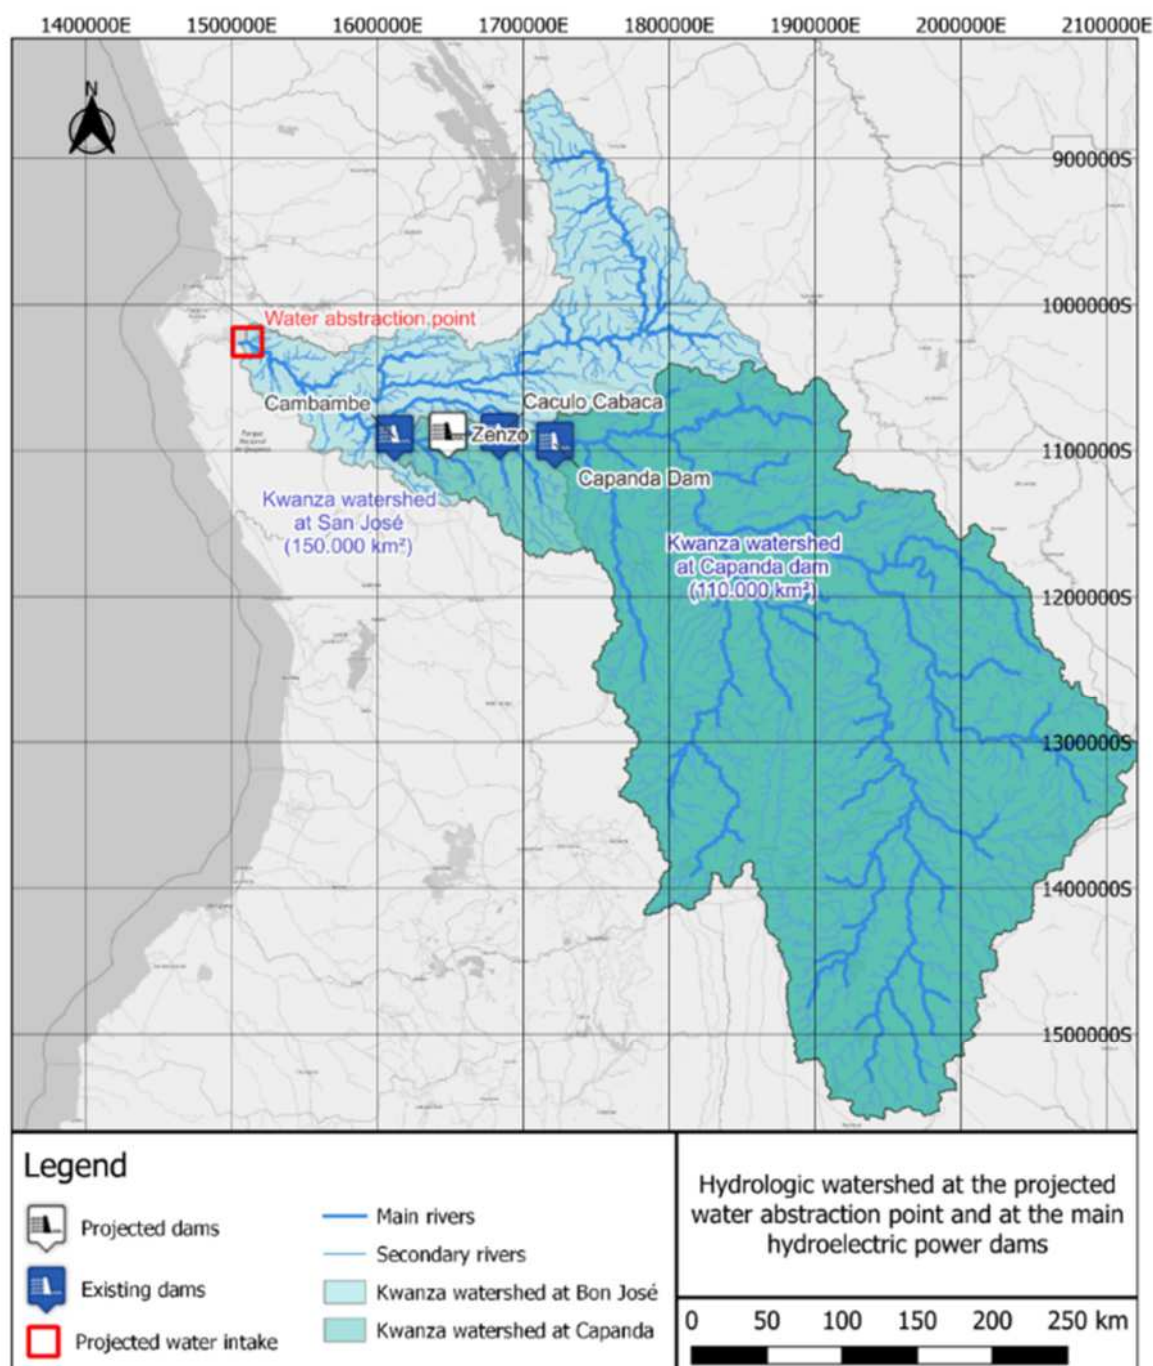 1400000E 1500000E 1600000E 1700000E 1800000E 1900000E 2000000E 2100000E
N
900000S
1000000S
Water abstraction point
Cambambe
Caculo Cabaca
Zenzo
1100000S
Capanda Dam
Kwanza watershed
at San José
(150.000 km²)
Kwanza watershed
at Capanda dam
(110.000 km²)
1200000S
1300000S
1400000S
1500000S
Legend
Projected dams
Existing dams
Projected water intake
Main rivers
Secondary rivers
Kwanza watershed at Bon José
Kwanza watershed at Capanda
Hydrologic watershed at the projected
water abstraction point and at the main
hydroelectric power dams
0 50 100 150 200 250 km